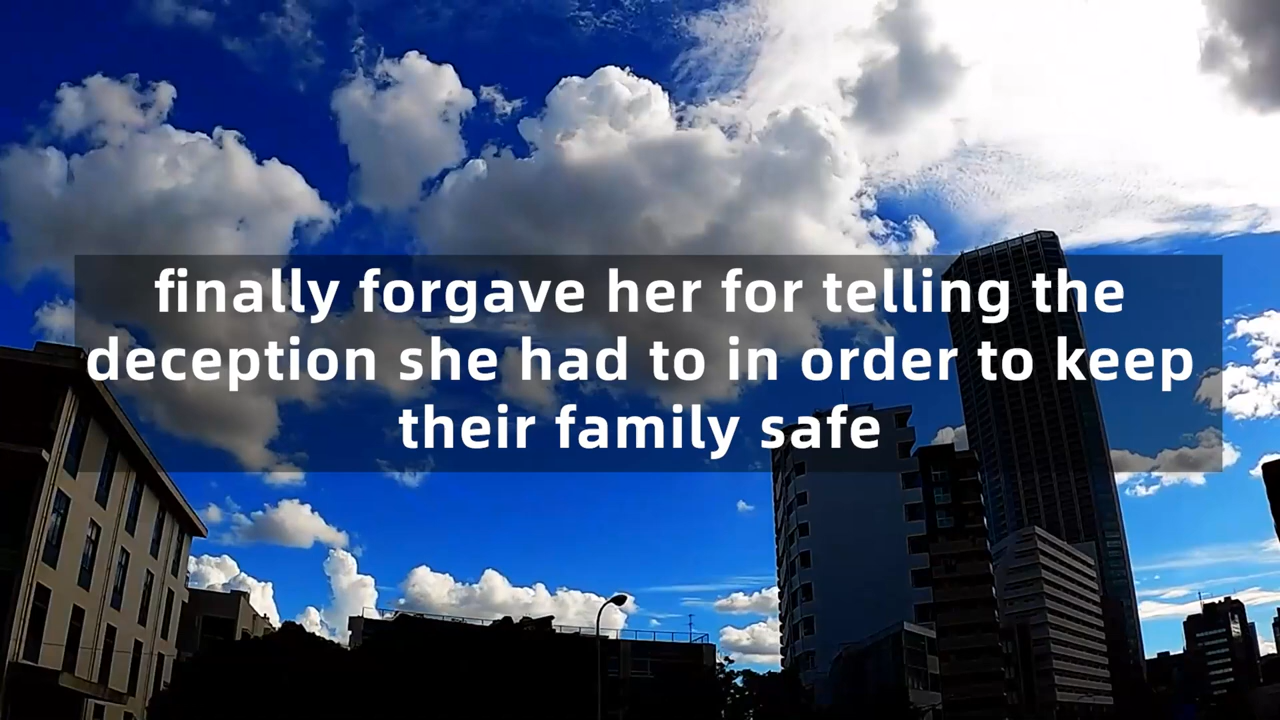 finally forgave her for telling the
deception she had to in order to keep
their family safe